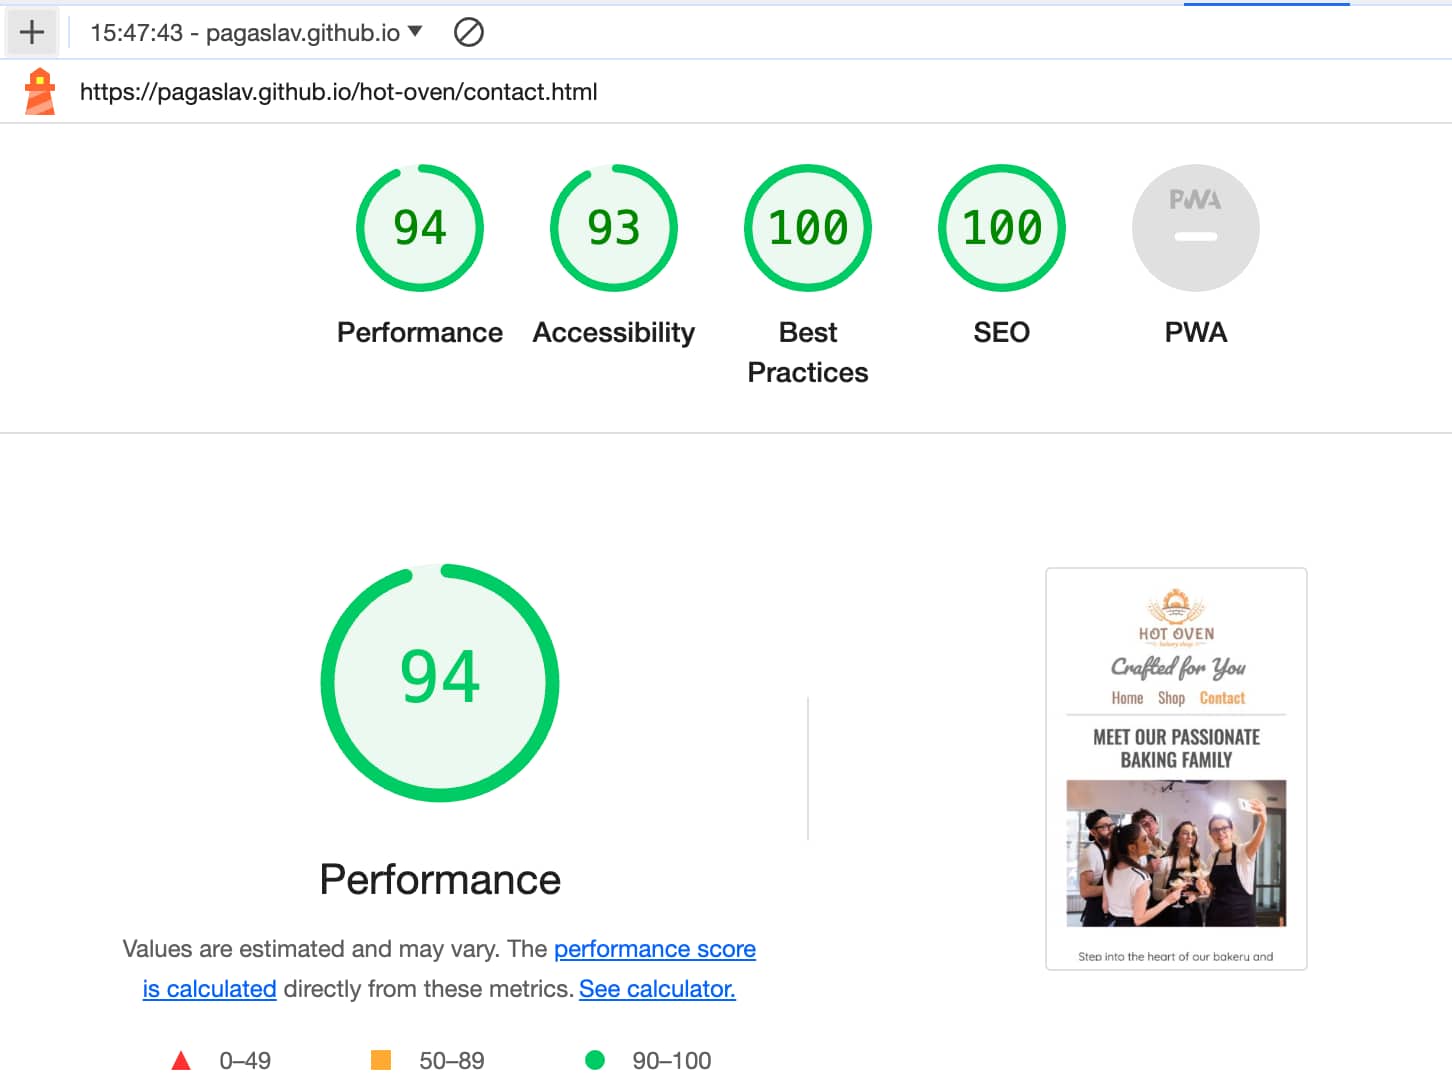 15:47:43 - pagaslav.github.io
https://pagaslav.github.io/hot-oven/contact.html
94
93
100
100
PWA
Performance
Accessibility
Best
Practices
SEO
PWA
94
Performance
Values are estimated and may vary. The performance score
is calculated directly from these metrics. See calculator.
0–49
50–89
90–100
HOT OVEN
bakery shop
Crafted for You
Home Shop Contact
MEET OUR PASSIONATE
BAKING FAMILY
Step into the heart of our bakery and